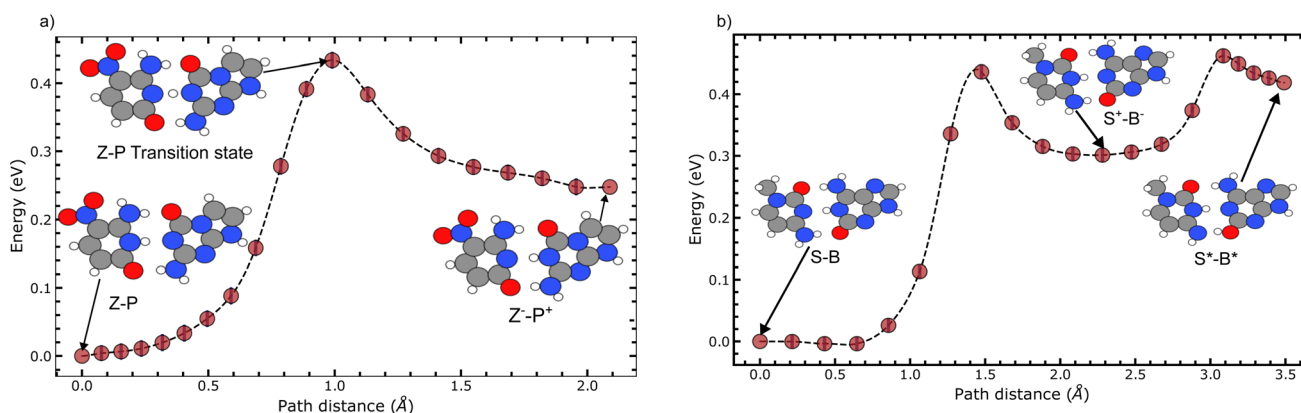 a)
Energy (eV)
0.4
0.3
0.2
0.1
0.0
Z-P Transition state
Z-P
Z⁻-P⁺
0.0 0.5 1.0 1.5 2.0
Path distance (Å)
b)
Energy (eV)
0.4
0.3
0.2
0.1
0.0
S⁺-B⁻
S-B
S*-B*
0.0 0.5 1.0 1.5 2.0 2.5 3.0 3.5
Path distance (Å)